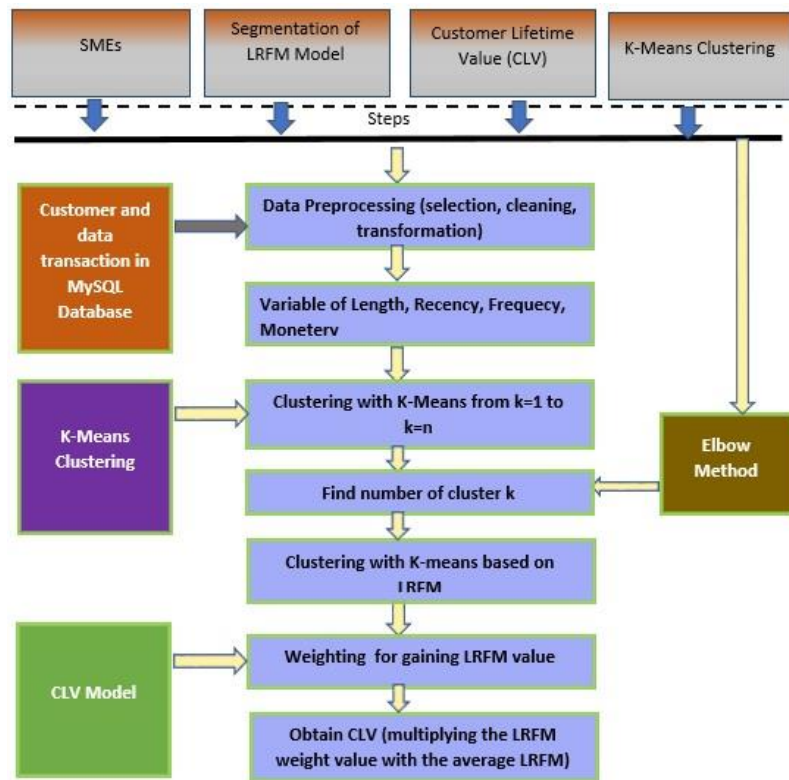 SMEs
Segmentation of
LRFM Model
Customer Lifetime
Value (CLV)
K-Means Clustering
Steps
Customer and
data
transaction in
MySQL
Database
Data Preprocessing (selection, cleaning,
transformation)
Variable of Length, Recency, Frequecy,
Monetery
K-Means
Clustering
Clustering with K-Means from k=1 to
k=n
Elbow
Method
Find number of cluster k
Clustering with K-means based on
LRFM
CLV Model
Weighting for gaining LRFM value
Obtain CLV (multiplying the LRFM
weight value with the average LRFM)